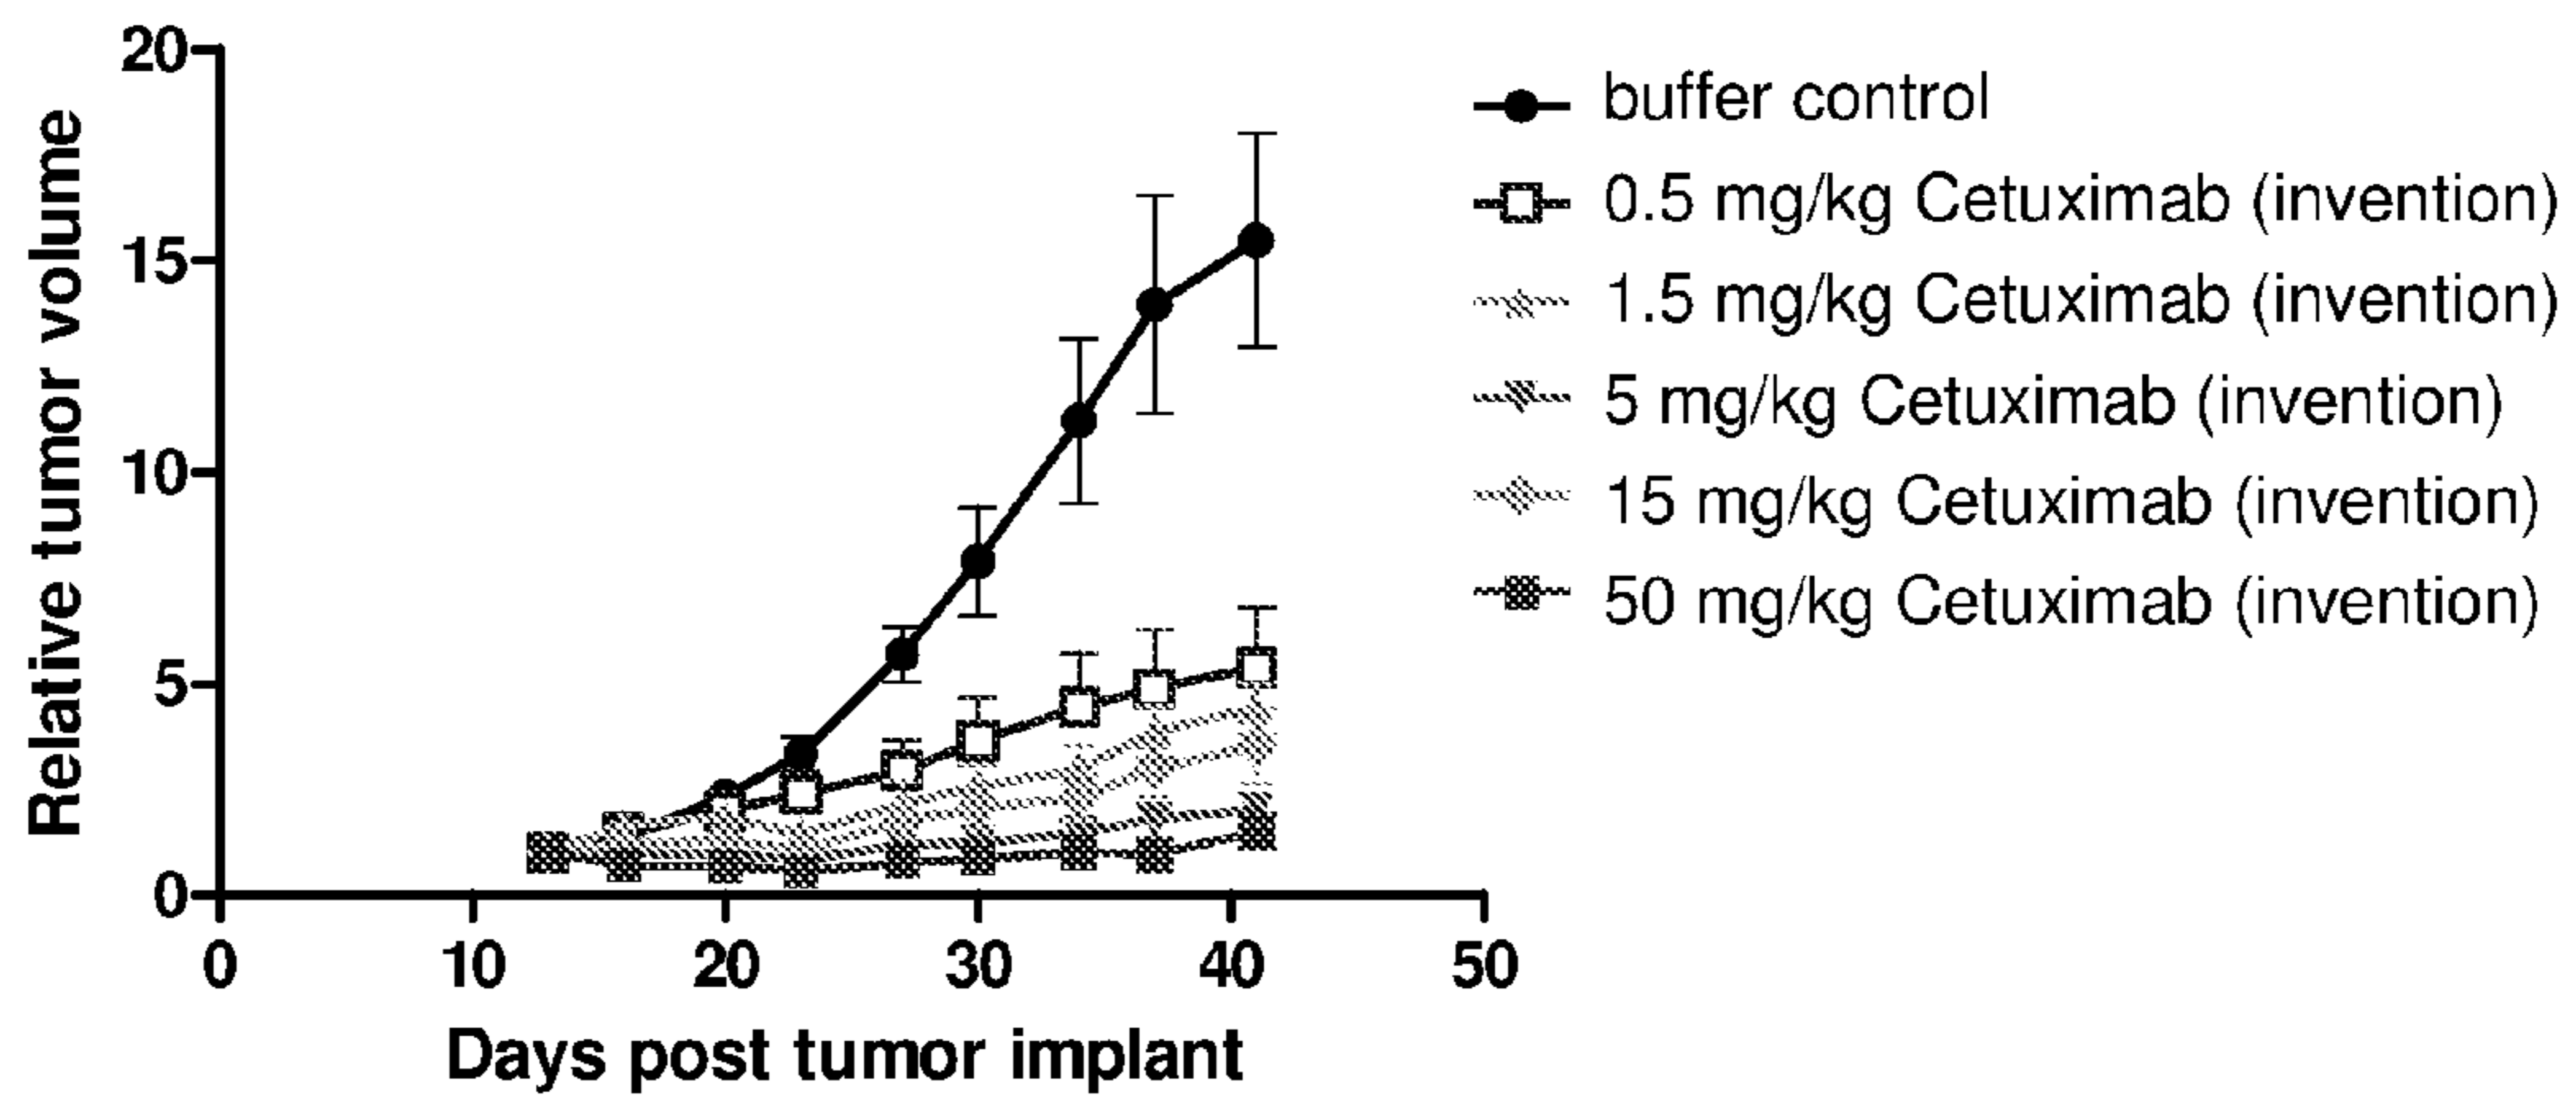 Relative tumor volume
20
15
10
5
0
0 10 20 30 40 50
Days post tumor implant
buffer control
0.5 mg/kg Cetuximab (invention)
1.5 mg/kg Cetuximab (invention)
5 mg/kg Cetuximab (invention)
15 mg/kg Cetuximab (invention)
50 mg/kg Cetuximab (invention)